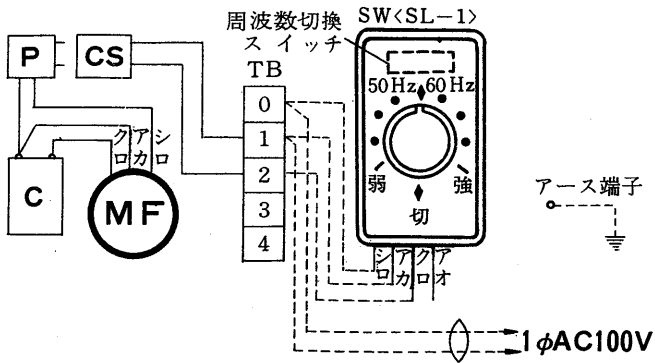 周波数切換
スイッチ
SW<SL-1>
P
CS
TB
50Hz 60Hz
0
1
2
3
4
クロ
アカ
シロ
C
MF
弱
強
切
アース端子
シロ
アカ
クロ
アオ
1φAC100V